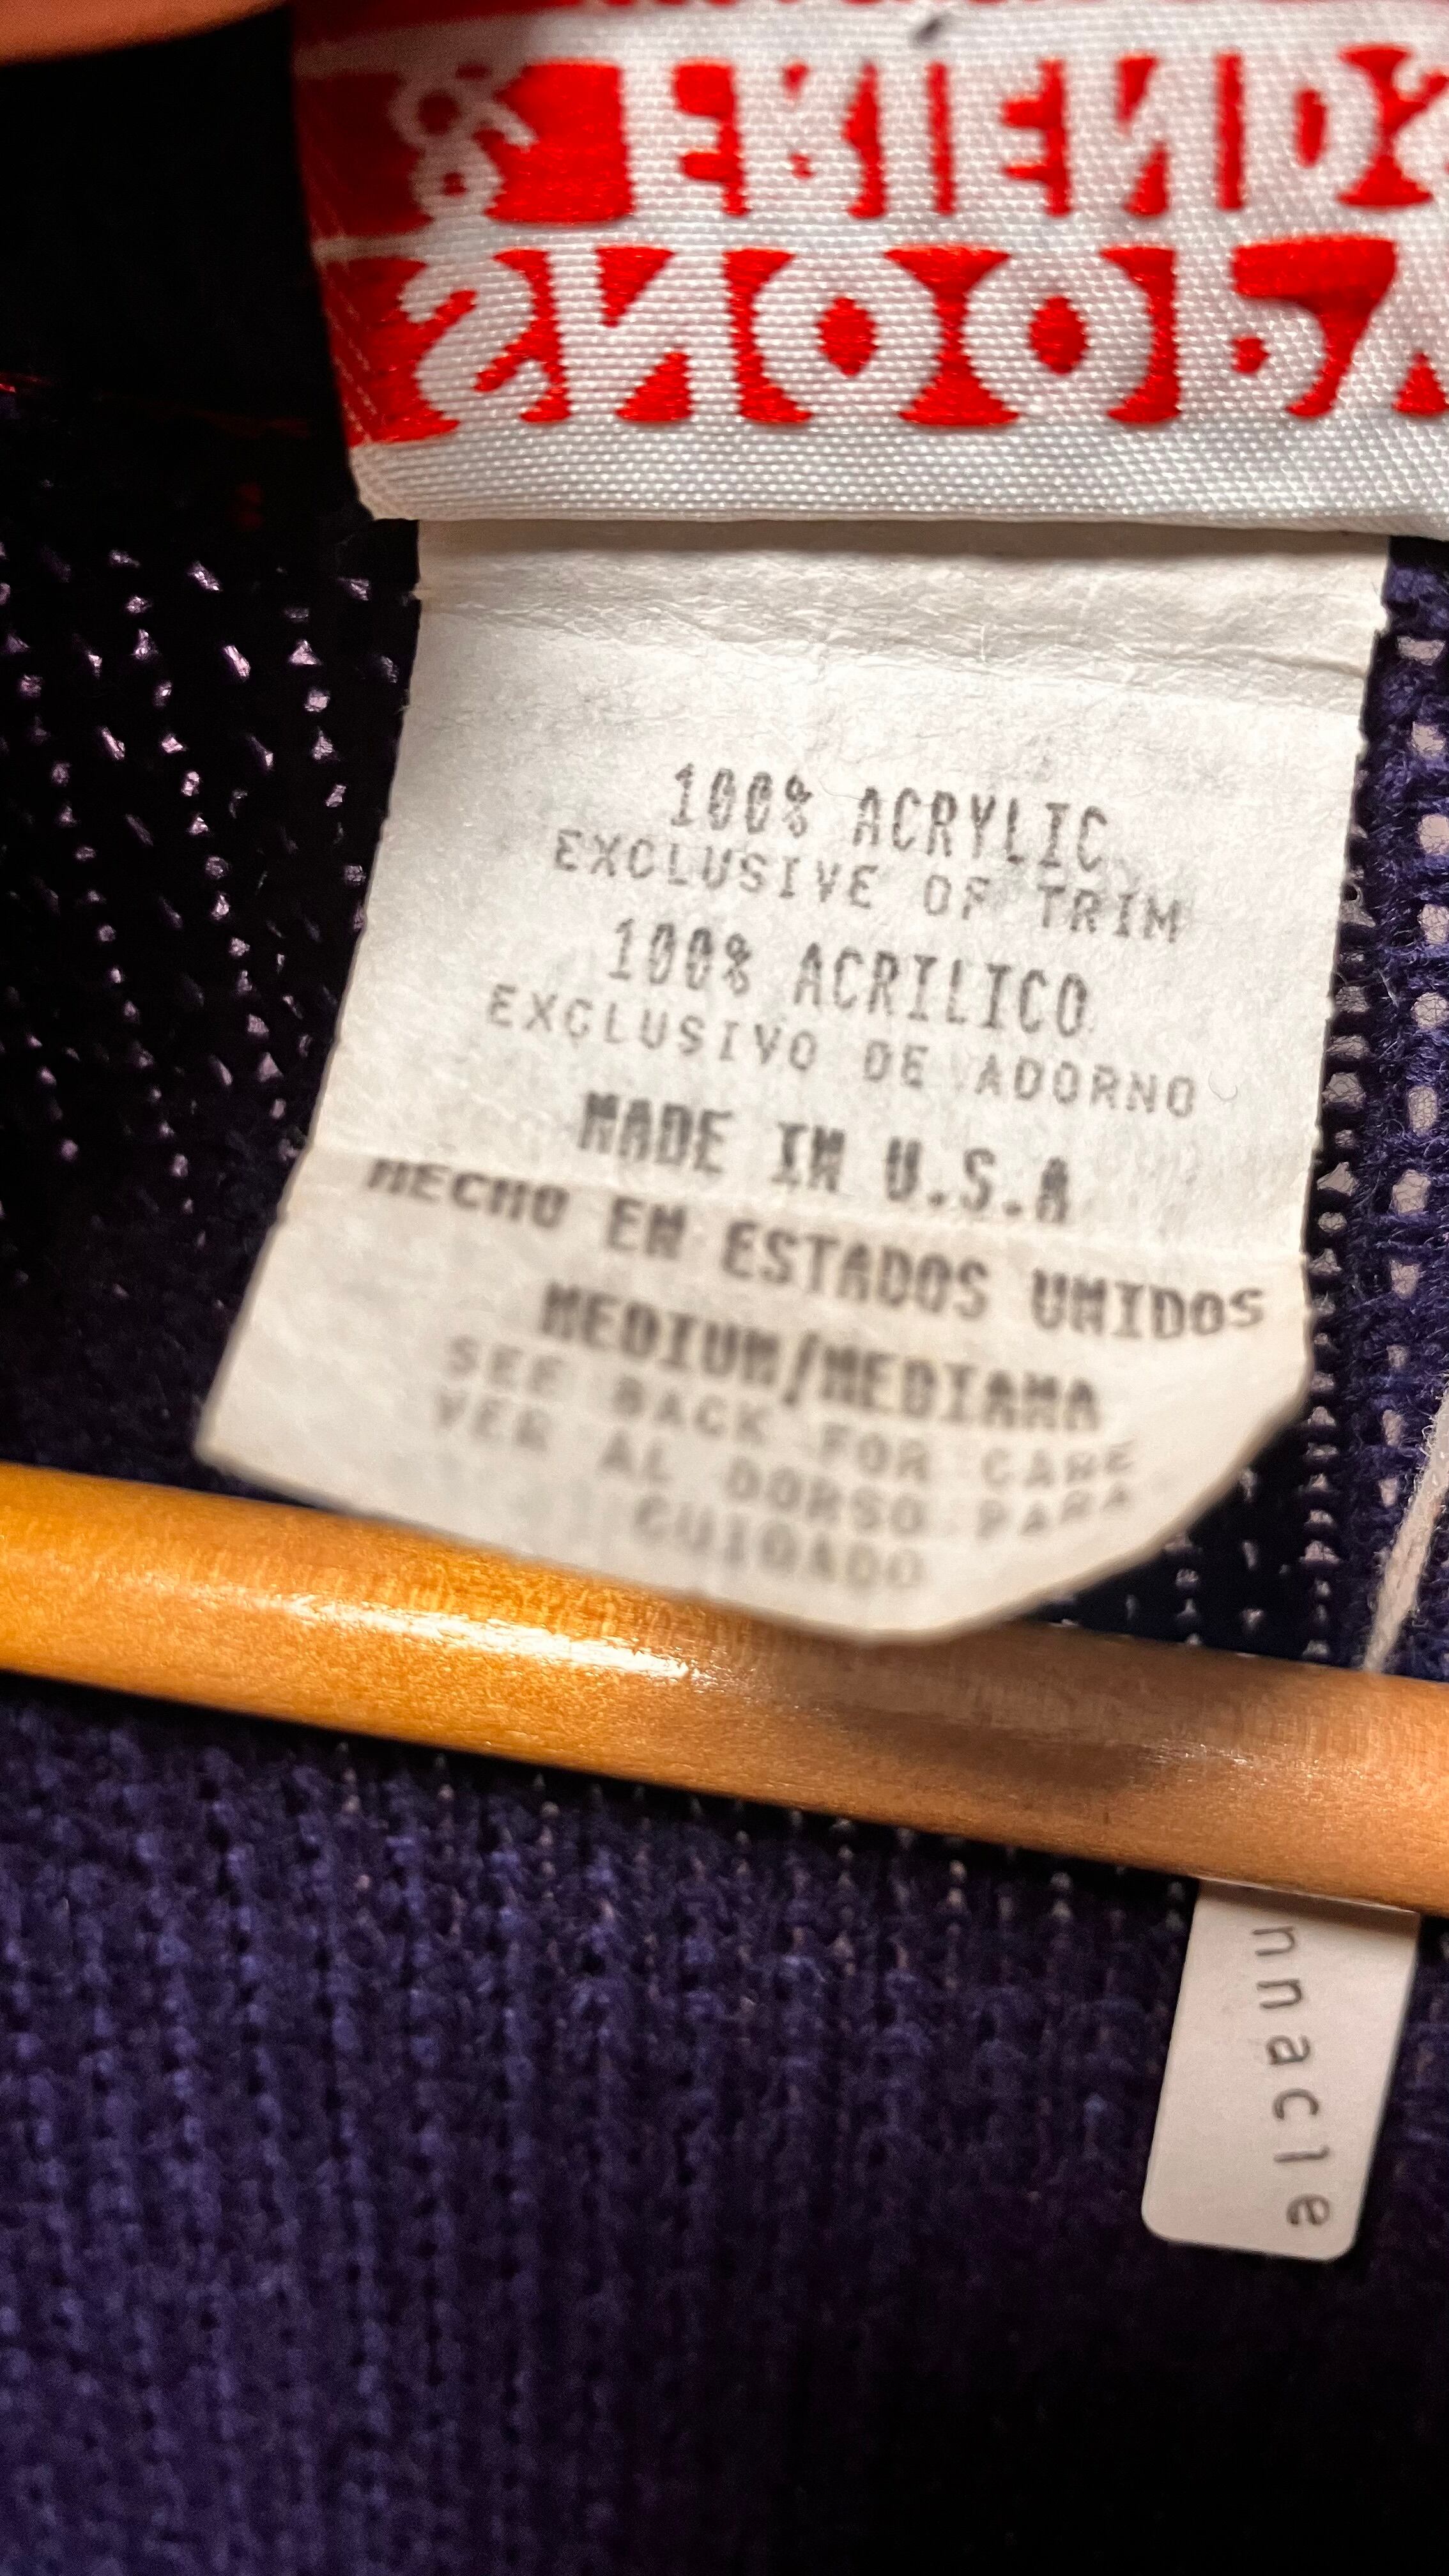 100% ACRYLIC
EXCLUSIVE OF TRIM
100% ACRILICO
EXCLUSIVO DE ADORNO
MADE IN U.S.A
HECHO EN ESTADOS UNIDOS
MEDIUM/MEDIANA
SEE BACK FOR CARE
VER AL DORSO PARA
CUIDADO
nnacle